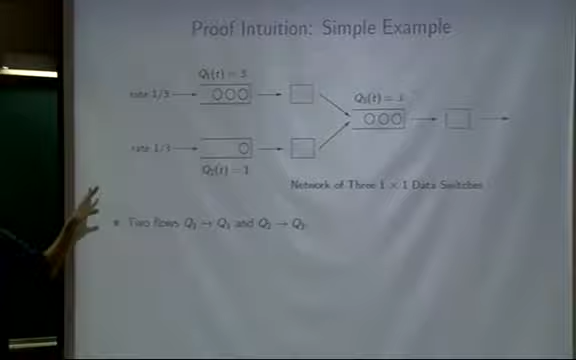 Proof Intuition: Simple Example
Q₁(t) = 3
rate 1/3
Q₃(t) = 3
rate 1/3
Q₂(t) = 1
Network of Three 1 × 1 Data Switches
Two flows Q₁ → Q₃ and Q₂ → Q₃